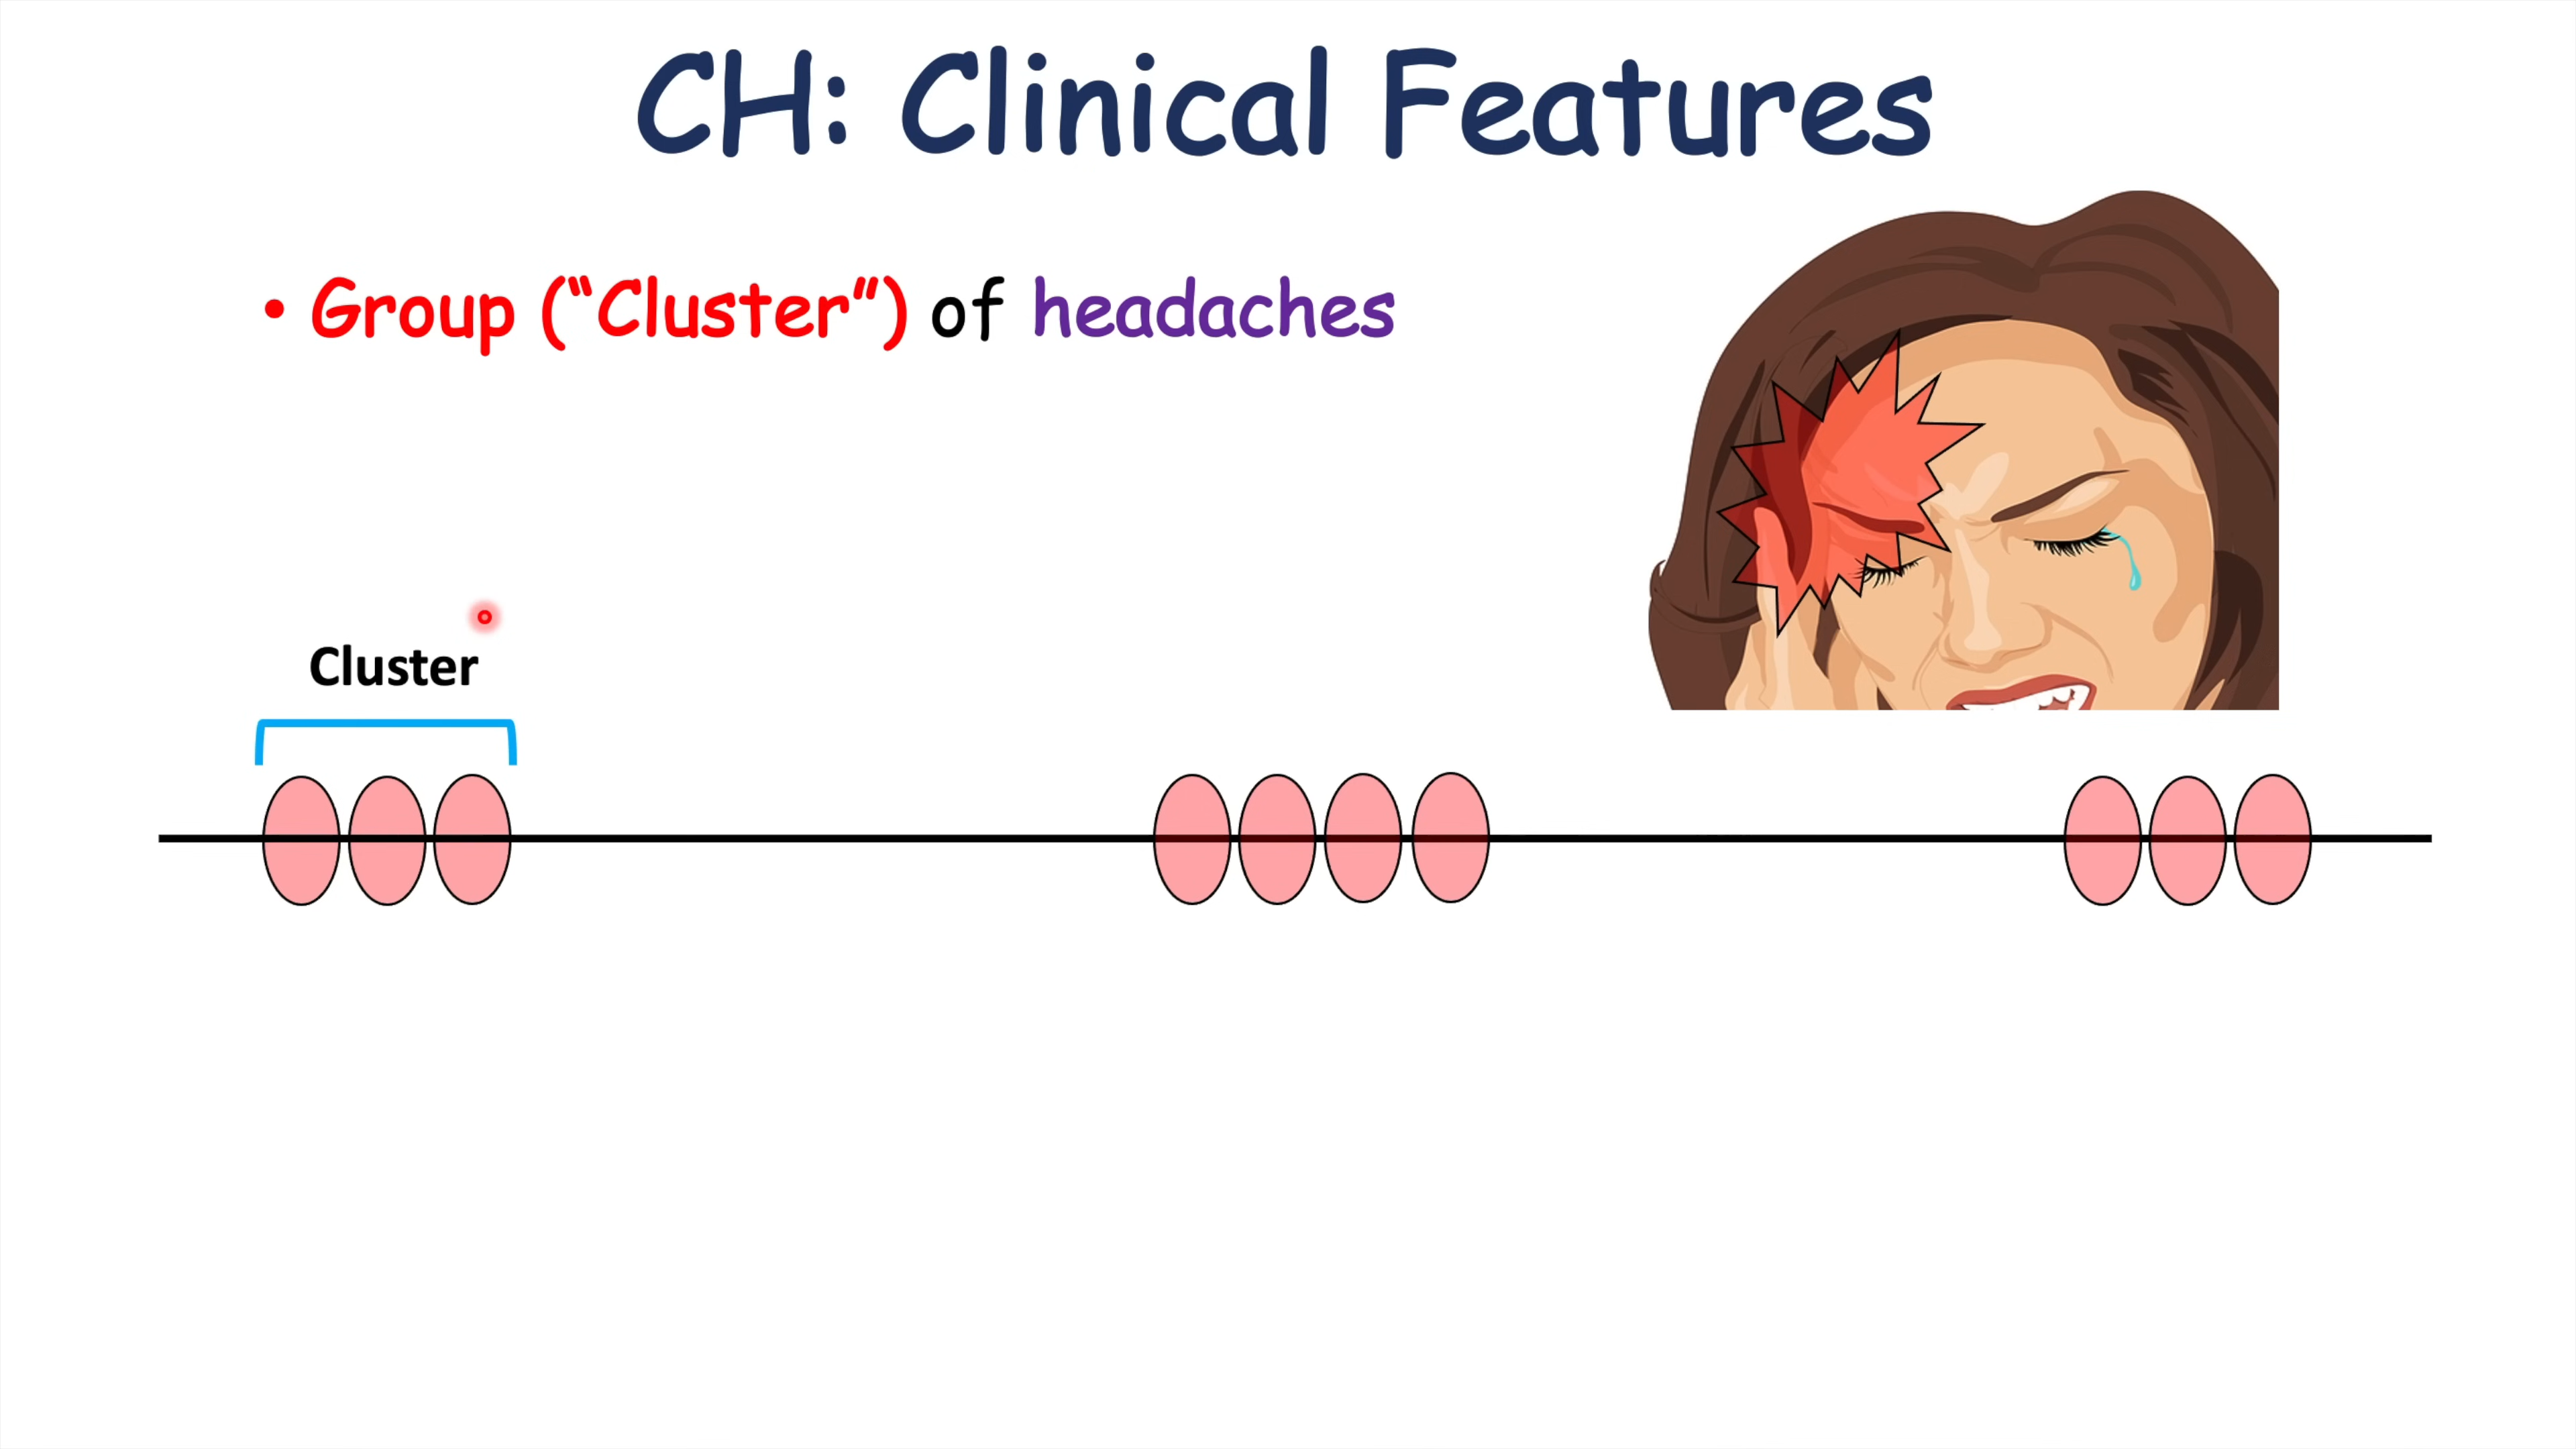 CH: Clinical Features
• Group (“Cluster”) of headaches
Cluster